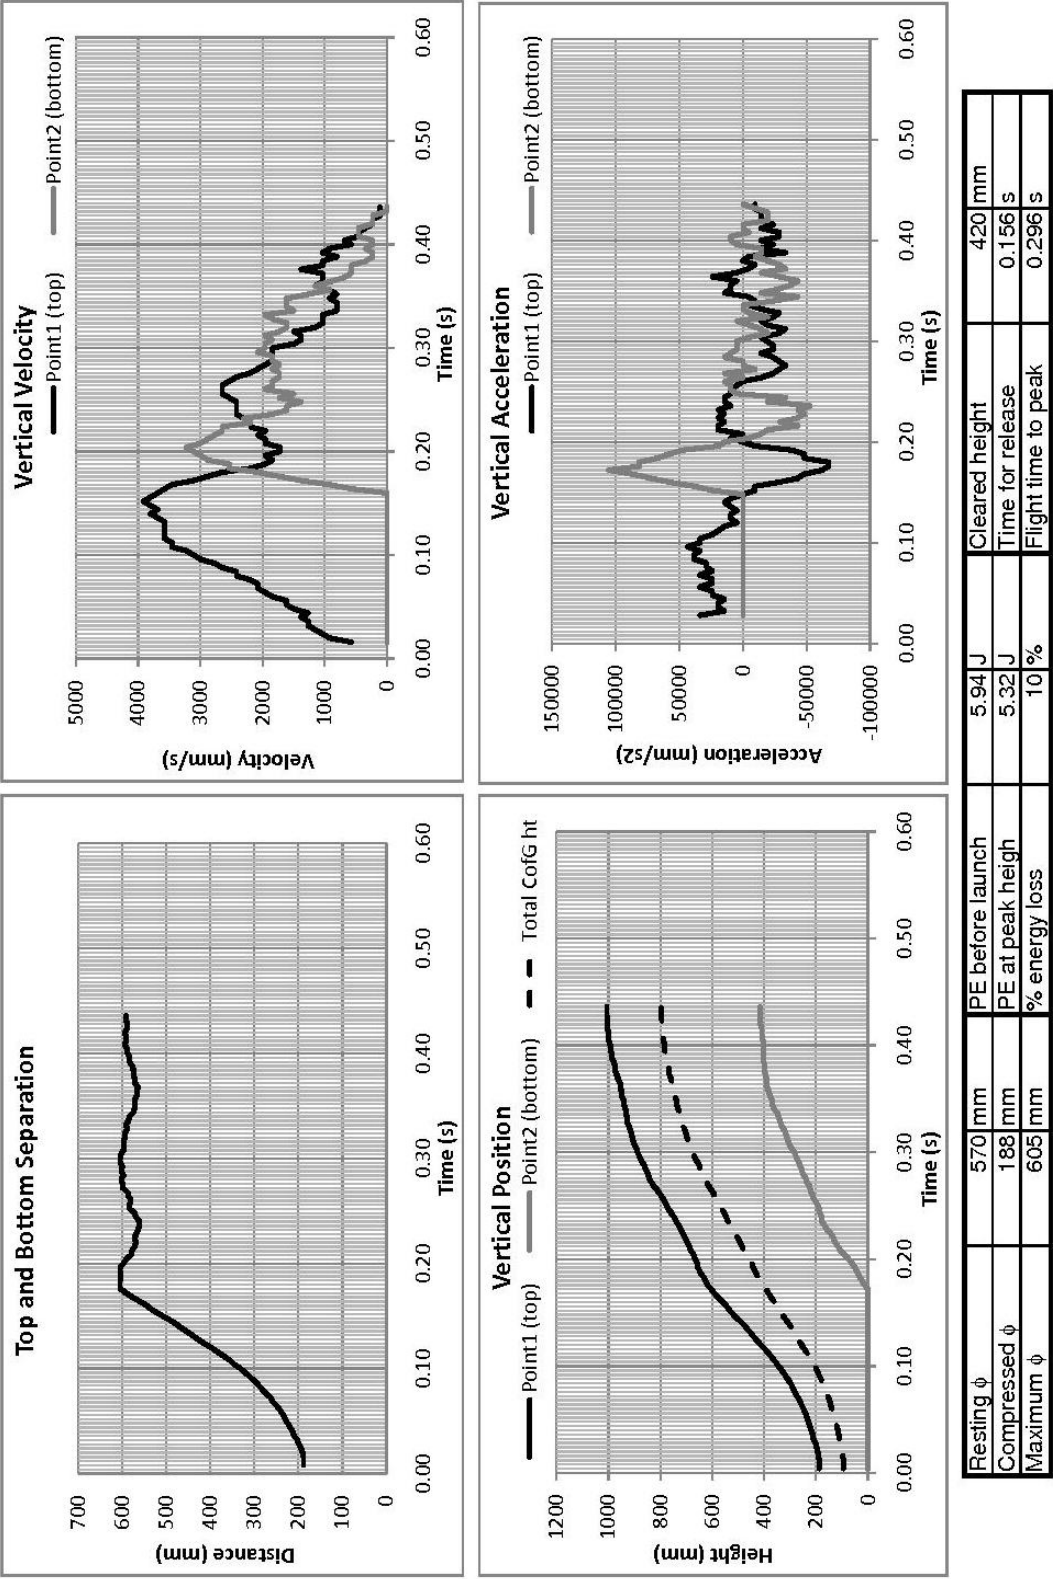 Top and Bottom Separation
Distance (mm)
700
600
500
400
300
200
100
0
0.00 0.10 0.20 0.30 0.40 0.50 0.60
Time (s)
Vertical Velocity
Point1 (top) Point2 (bottom)
Velocity (mm/s)
5000
4000
3000
2000
1000
0
0.00 0.10 0.20 0.30 0.40 0.50 0.60
Time (s)
Vertical Position
Point1 (top) Point2 (bottom) Total CofG ht
Height (mm)
1200
1000
800
600
400
200
0
0.00 0.10 0.20 0.30 0.40 0.50 0.60
Time (s)
Vertical Acceleration
Point1 (top) Point2 (bottom)
Acceleration (mm/s2)
150000
100000
50000
0
-50000
-100000
0.00 0.10 0.20 0.30 0.40 0.50 0.60
Time (s)
Resting ϕ 570 mm PE before launch 5.94 J Cleared height 420 mm
Compressed ϕ 188 mm PE at peak heigh 5.32 J Time for release 0.156 s
Maximum ϕ 605 mm % energy loss 10 % Flight time to peak 0.296 s